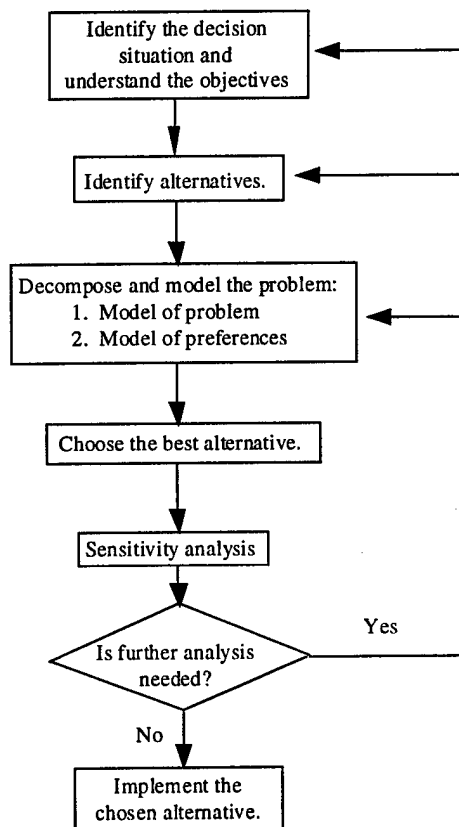 Identify the decision
situation and
understand the objectives
Identify alternatives.
Decompose and model the problem:
1. Model of problem
2. Model of preferences
Choose the best alternative.
Sensitivity analysis
Is further analysis
needed?
Yes
No
Implement the
chosen alternative.